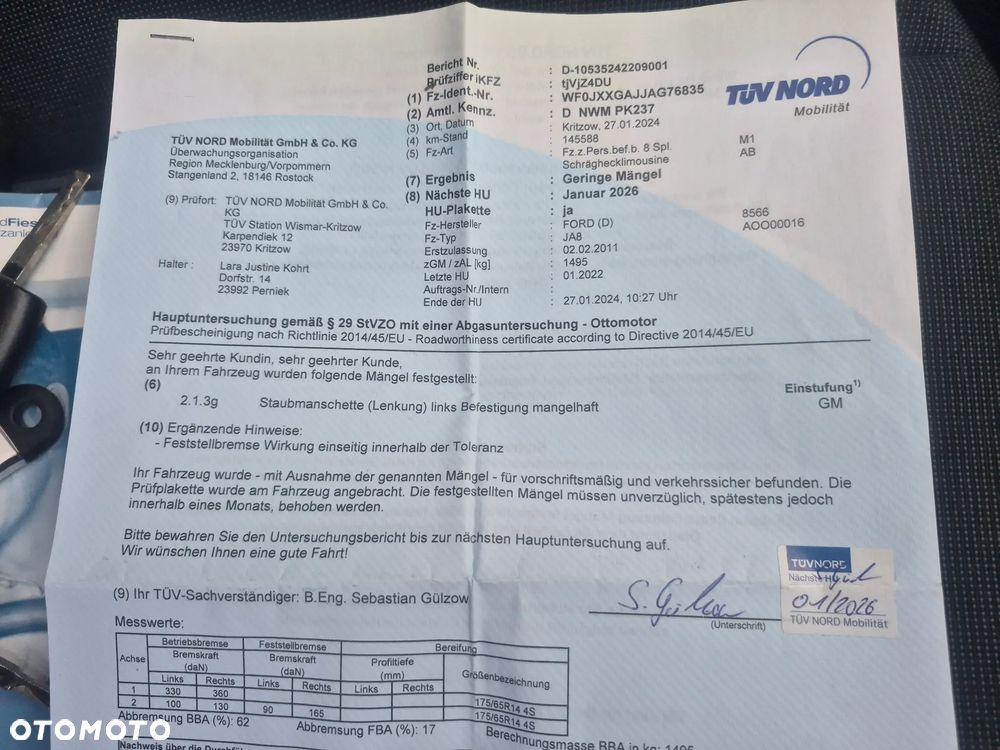 Bericht Nr. : D-10535242209001
Prüfziffer iKFZ : tjVjZ4DU
(1) Fz-Ident.-Nr. : WF0JXXGAJJAG76835
(2) Amtl. Kennz. : D NWM PK237
(3) Ort, Datum : Kritzow, 27.01.2024
(4) km-Stand : 145588 M1
(5) Fz-Art : Fz.z.Pers.bef.b. 8 Spl. AB
Schräghecklimousine
TÜV NORD
Mobilität
TÜV NORD Mobilität GmbH & Co. KG
Überwachungsorganisation
Region Mecklenburg/Vorpommern
Stangenland 2, 18146 Rostock
(7) Ergebnis : Geringe Mängel
(8) Nächste HU : Januar 2026
HU-Plakette : ja
Fz-Hersteller : FORD (D) 8566
Fz-Typ : JA8 AOO00016
Erstzulassung : 02.02.2011
zGM / zAL [kg] : 1495
Letzte HU : 01.2022
Auftrags-Nr./Intern :
Ende der HU : 27.01.2024, 10:27 Uhr
(9) Prüfort: TÜV NORD Mobilität GmbH & Co.
KG
TÜV Station Wismar-Kritzow
Karpendiek 12
23970 Kritzow
Halter : Lara Justine Kohrt
Dorfstr. 14
23992 Perniek
dFies
Hauptuntersuchung gemäß § 29 StVZO mit einer Abgasuntersuchung - Ottomotor
Prüfbescheinigung nach Richtlinie 2014/45/EU - Roadworthiness certificate according to Directive 2014/45/EU
Sehr geehrte Kundin, sehr geehrter Kunde,
an Ihrem Fahrzeug wurden folgende Mängel festgestellt:
(6) Einstufung1)
2.1.3g Staubmanschette (Lenkung) links Befestigung mangelhaft GM
(10) Ergänzende Hinweise:
- Feststellbremse Wirkung einseitig innerhalb der Toleranz
Ihr Fahrzeug wurde - mit Ausnahme der genannten Mängel - für vorschriftsmäßig und verkehrssicher befunden. Die
Prüfplakette wurde am Fahrzeug angebracht. Die festgestellten Mängel müssen unverzüglich, spätestens jedoch
innerhalb eines Monats, behoben werden.
Bitte bewahren Sie den Untersuchungsbericht bis zur nächsten Hauptuntersuchung auf.
Wir wünschen Ihnen eine gute Fahrt!
(9) Ihr TÜV-Sachverständiger: B.Eng. Sebastian Gülzow
(Unterschrift)
TÜVNORD
Nächste HU
01/2026
TÜV NORD Mobilität
Messwerte:
Achse Betriebsbremse Feststellbremse Bereifung
Bremskraft (daN) Bremskraft (daN) Profiltiefe (mm) Größenbezeichnung
Links Rechts Links Rechts Links Rechts
1 330 360 175/65R14 4S
2 100 130 90 165 175/65R14 4S
Abbremsung BBA (%): 62 Abbremsung FBA (%): 17 Berechnungsmasse BBA in kg: 1495
OTOMOTO